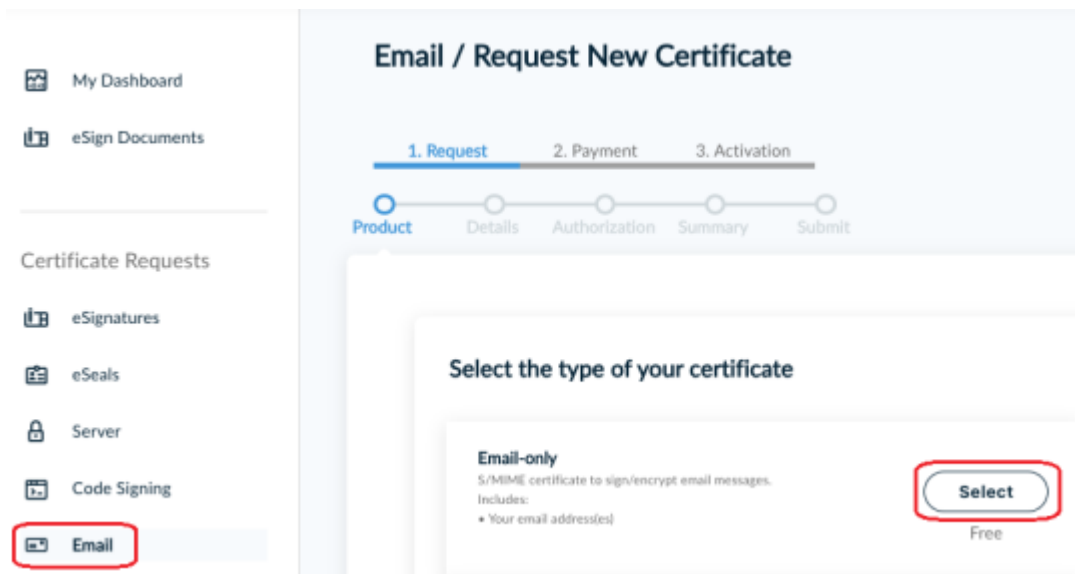 My Dashboard
eSign Documents
Certificate Requests
eSignatures
eSeals
Server
Code Signing
Email
Email / Request New Certificate
1. Request 2. Payment 3. Activation
Product Details Authorization Summary Submit
Select the type of your certificate
Email-only
S/MIME certificate to sign/encrypt email messages.
Includes:
• Your email address(es)
Select
Free